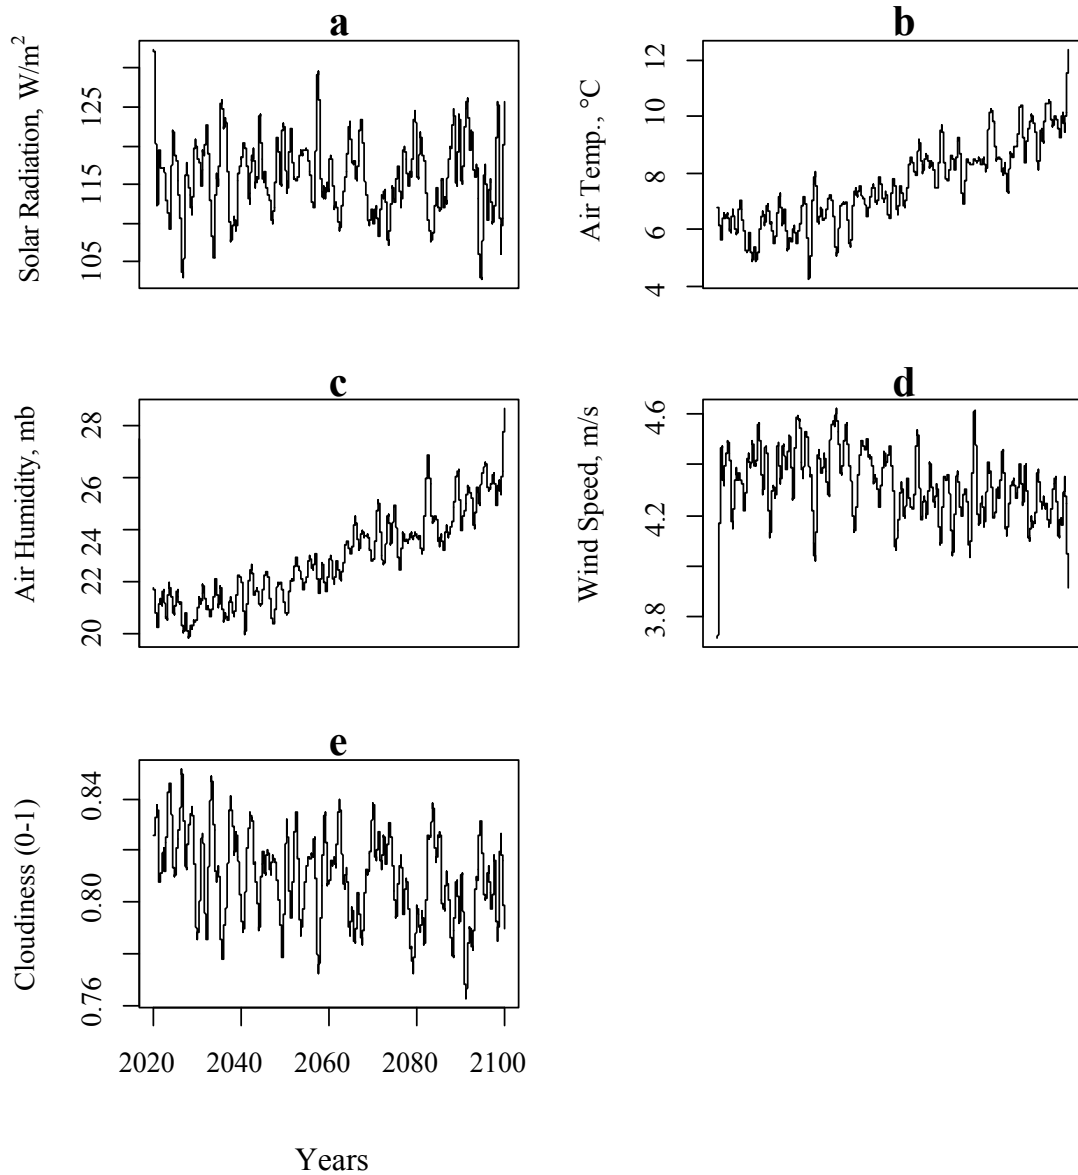 a
Solar Radiation, W/m²
125
115
105
b
Air Temp., °C
12
10
8
6
4
c
Air Humidity, mb
28
26
24
22
20
d
Wind Speed, m/s
4.6
4.2
3.8
e
Cloudiness (0-1)
0.84
0.80
0.76
2020 2040 2060 2080 2100
Years